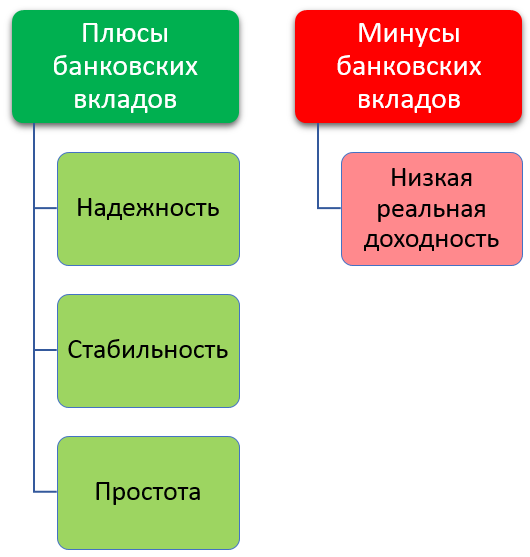 Плюсы
банковских
вкладов
Надежность
Стабильность
Простота
Минусы
банковских
вкладов
Низкая
реальная
доходность